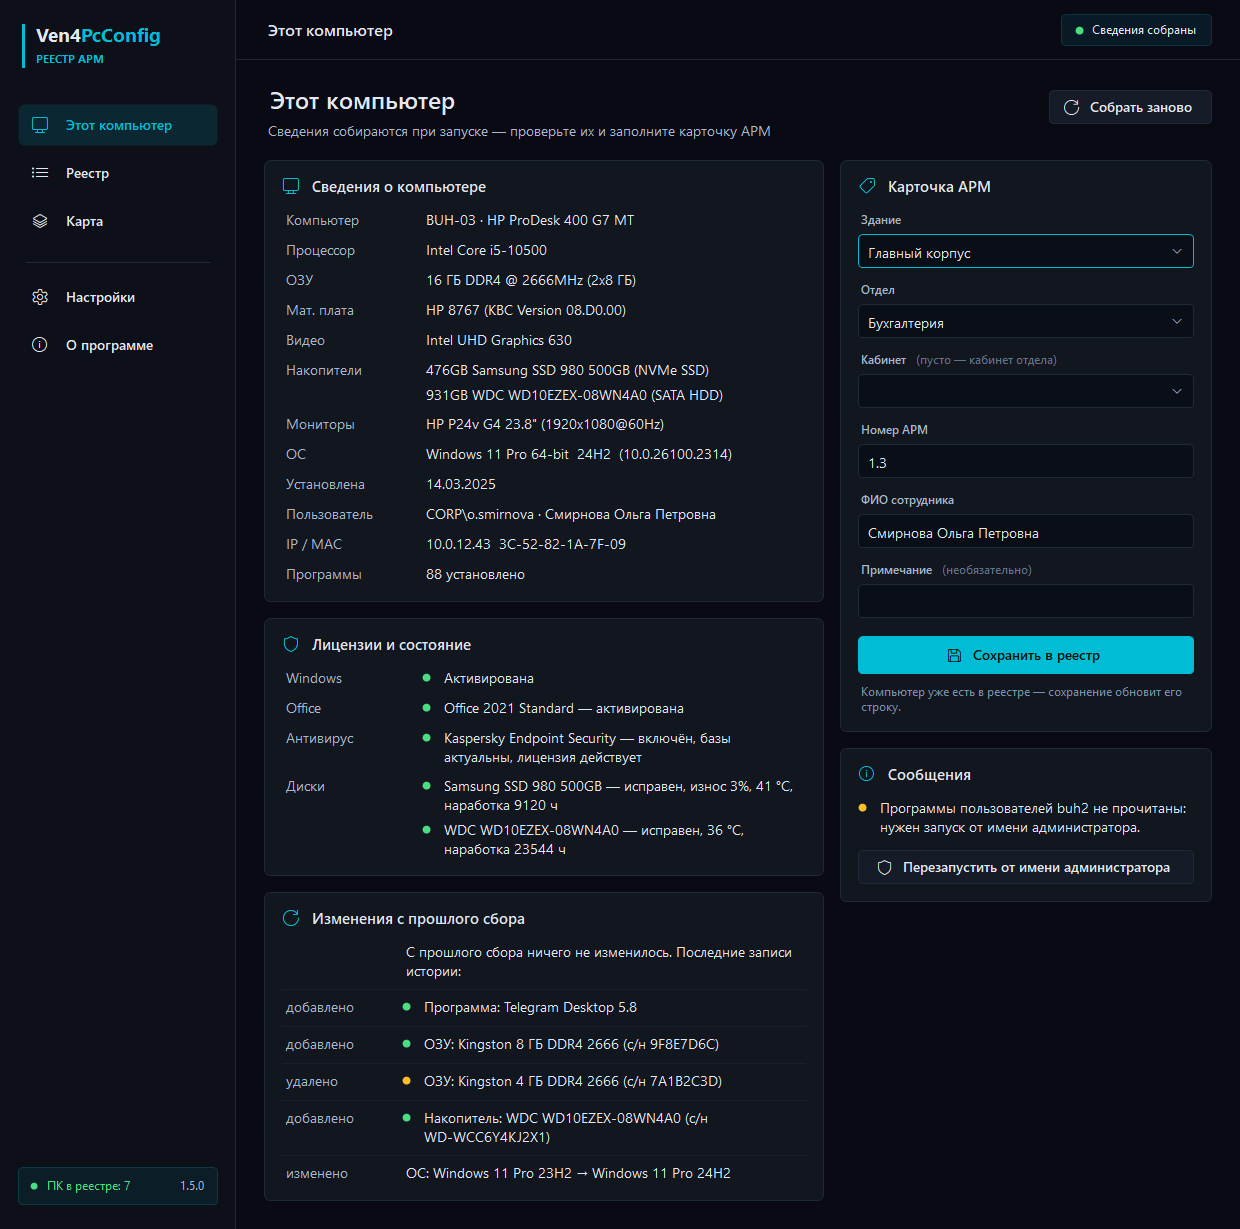 Ven4PcConfig
РЕЕСТР АРМ
Этот компьютер
Реестр
Карта
Настройки
О программе
ПК в реестре: 7
1.5.0
Этот компьютер
Сведения собраны
Этот компьютер
Сведения собираются при запуске — проверьте их и заполните карточку АРМ
Собрать заново
Сведения о компьютере
Компьютер
BUH-03 · HP ProDesk 400 G7 MT
Процессор
Intel Core i5-10500
ОЗУ
16 ГБ DDR4 @ 2666MHz (2x8 ГБ)
Мат. плата
HP 8767 (KBC Version 08.D0.00)
Видео
Intel UHD Graphics 630
Накопители
476GB Samsung SSD 980 500GB (NVMe SSD)
931GB WDC WD10EZEX-08WN4A0 (SATA HDD)
Мониторы
HP P24v G4 23.8" (1920x1080@60Hz)
ОС
Windows 11 Pro 64-bit 24H2 (10.0.26100.2314)
Установлена
14.03.2025
Пользователь
CORP\o.smirnova · Смирнова Ольга Петровна
IP / MAC
10.0.12.43 3C-52-82-1A-7F-09
Программы
88 установлено
Лицензии и состояние
Windows
Активирована
Office
Office 2021 Standard — активирована
Антивирус
Kaspersky Endpoint Security — включён, базы
актуальны, лицензия действует
Диски
Samsung SSD 980 500GB — исправен, износ 3%, 41 °C,
наработка 9120 ч
WDC WD10EZEX-08WN4A0 — исправен, 36 °C,
наработка 23544 ч
Изменения с прошлого сбора
С прошлого сбора ничего не изменилось. Последние записи
истории:
добавлено
Программа: Telegram Desktop 5.8
добавлено
ОЗУ: Kingston 8 ГБ DDR4 2666 (с/н 9F8E7D6C)
удалено
ОЗУ: Kingston 4 ГБ DDR4 2666 (с/н 7A1B2C3D)
добавлено
Накопитель: WDC WD10EZEX-08WN4A0 (с/н
WD-WCC6Y4KJ2X1)
изменено
ОС: Windows 11 Pro 23H2 → Windows 11 Pro 24H2
Карточка АРМ
Здание
Главный корпус
Отдел
Бухгалтерия
Кабинет (пусто — кабинет отдела)
Номер АРМ
1.3
ФИО сотрудника
Смирнова Ольга Петровна
Примечание (необязательно)
Сохранить в реестр
Компьютер уже есть в реестре — сохранение обновит его
строку.
Сообщения
Программы пользователей buh2 не прочитаны:
нужен запуск от имени администратора.
Перезапустить от имени администратора